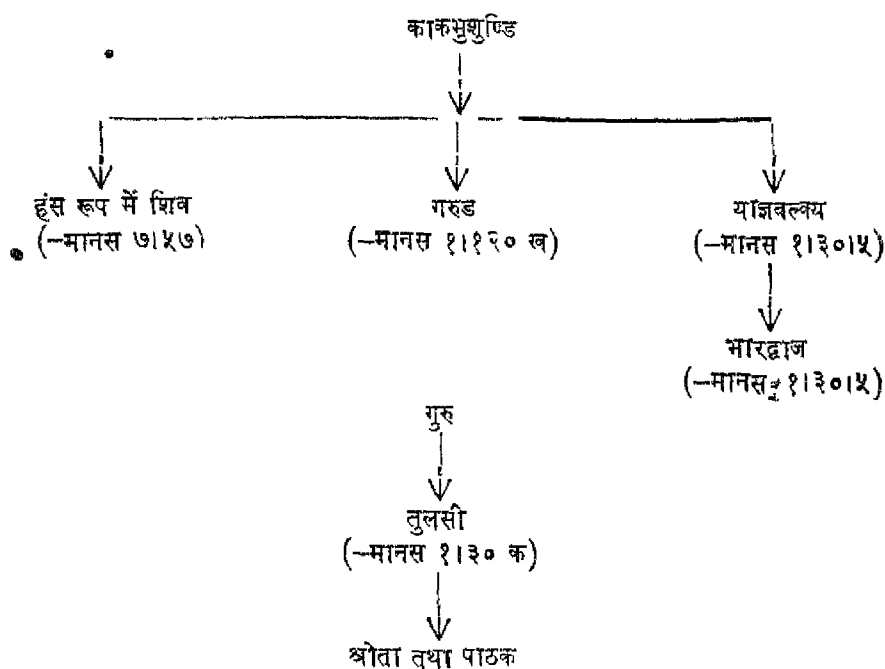 काकभुशुण्डि
हंस रूप में शिव
(–मानस ७।५७)
गरुड
(–मानस १।१२० ख)
याज्ञवल्क्य
(–मानस १।३०।५)
भारद्वाज
(–मानस १।३०।५)
गुरु
तुलसी
(–मानस १।३० क)
श्रोता तथा पाठक